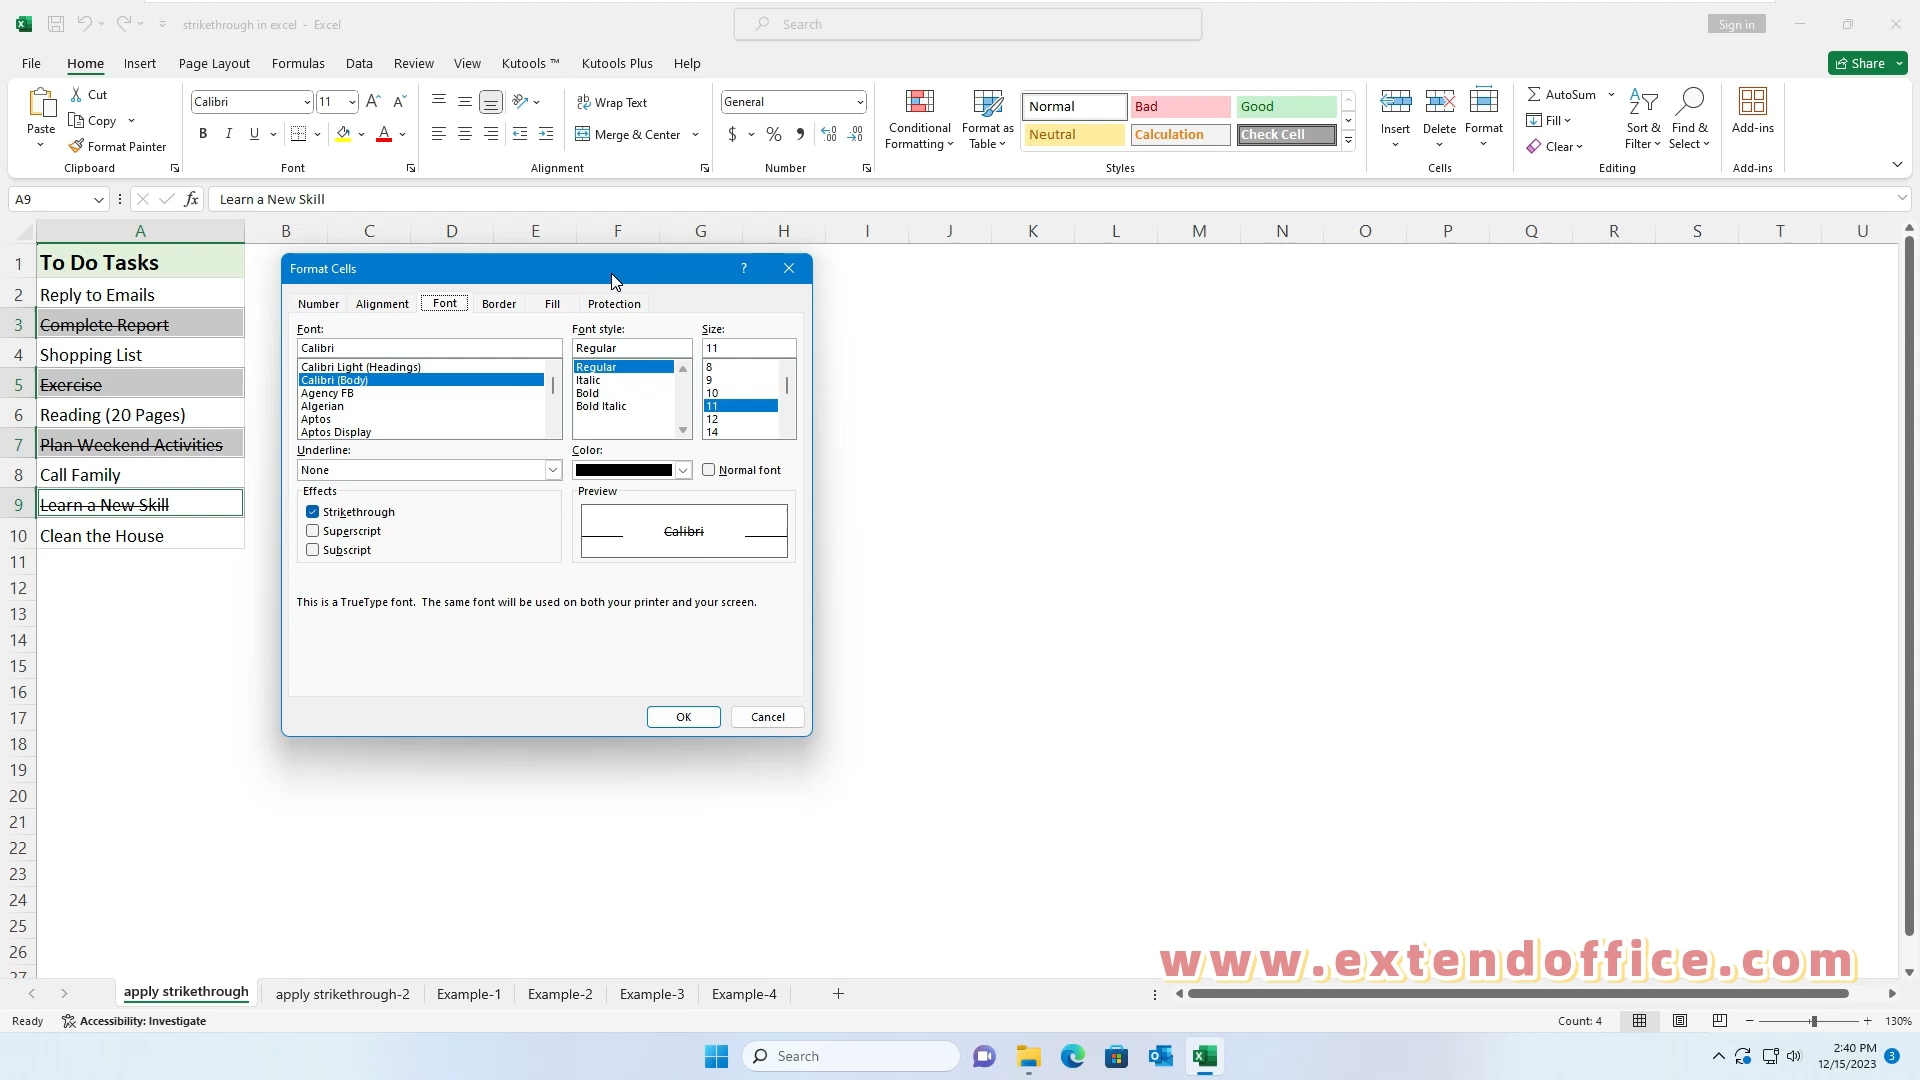 strikethrough in excel - Excel
Search
Sign in
File Home Insert Page Layout Formulas Data Review View Kutools ™ Kutools Plus Help
Share
Paste
Cut
Copy
Format Painter
Clipboard
Calibri 11
B I U
Font
Wrap Text
Merge & Center
Alignment
General
$ % ,
Number
Conditional Formatting
Format as Table
Normal Bad Good
Neutral Calculation Check Cell
Styles
Insert Delete Format
Cells
AutoSum
Fill
Clear
Sort & Filter
Find & Select
Editing
Add-ins
Add-ins
A9 fx Learn a New Skill
A B C D E F G H I J K L M N O P Q R S T U
1 To Do Tasks
2 Reply to Emails
3 Complete Report
4 Shopping List
5 Exercise
6 Reading (20 Pages)
7 Plan Weekend Activities
8 Call Family
9 Learn a New Skill
10 Clean the House
11
12
13
14
15
16
17
18
19
20
21
22
23
24
25
26
27
Format Cells ?
Number Alignment Font Border Fill Protection
Font: Font style: Size:
Calibri Regular 11
Calibri Light (Headings) Regular 8
Calibri (Body) Italic 9
Agency FB Bold 10
Algerian Bold Italic 11
Aptos 12
Aptos Display 14
Underline: Color:
None Normal font
Effects Preview
Strikethrough
Superscript
Subscript
Calibri
This is a TrueType font. The same font will be used on both your printer and your screen.
OK Cancel
www.extendoffice.com
apply strikethrough apply strikethrough-2 Example-1 Example-2 Example-3 Example-4
Ready Accessibility: Investigate Count: 4 130%
Search
2:40 PM
12/15/2023
3